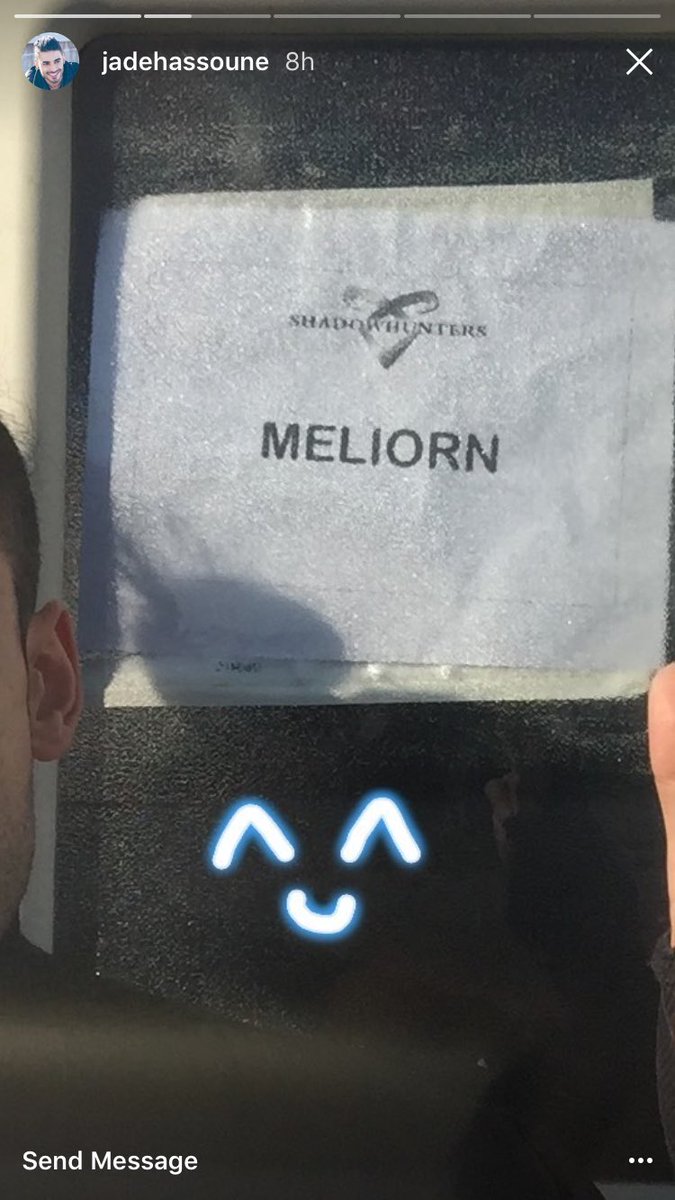 jadehassoune 8h
SHADOWHUNTERS
MELIORN
Send Message